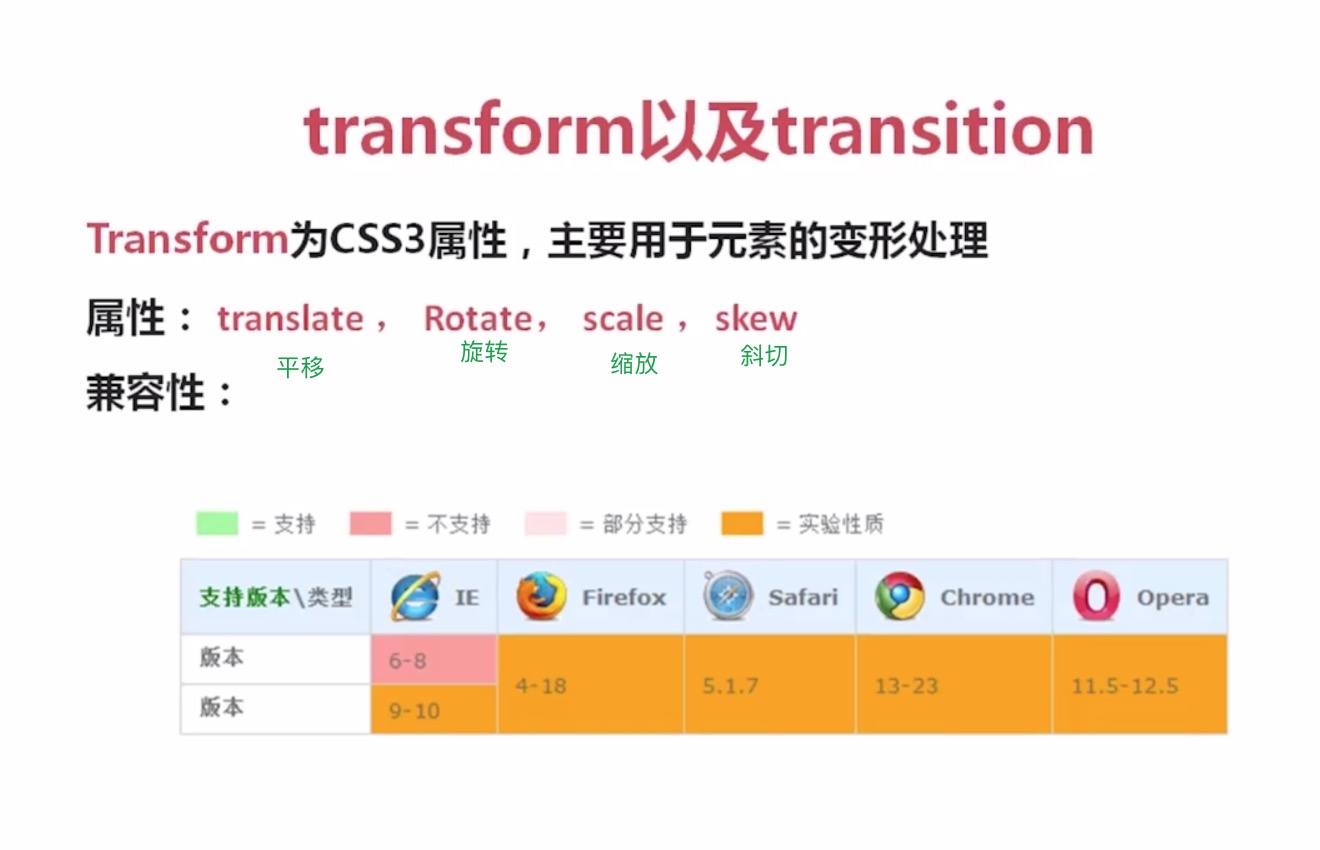 transform以及transition
Transform为CSS3属性，主要用于元素的变形处理
属性： translate ， Rotate， scale ， skew
平移 旋转 缩放 斜切
兼容性：
= 支持 = 不支持 = 部分支持 = 实验性质
支持版本\类型 IE Firefox Safari Chrome Opera
版本 6-8
4-18 5.1.7 13-23 11.5-12.5
版本 9-10